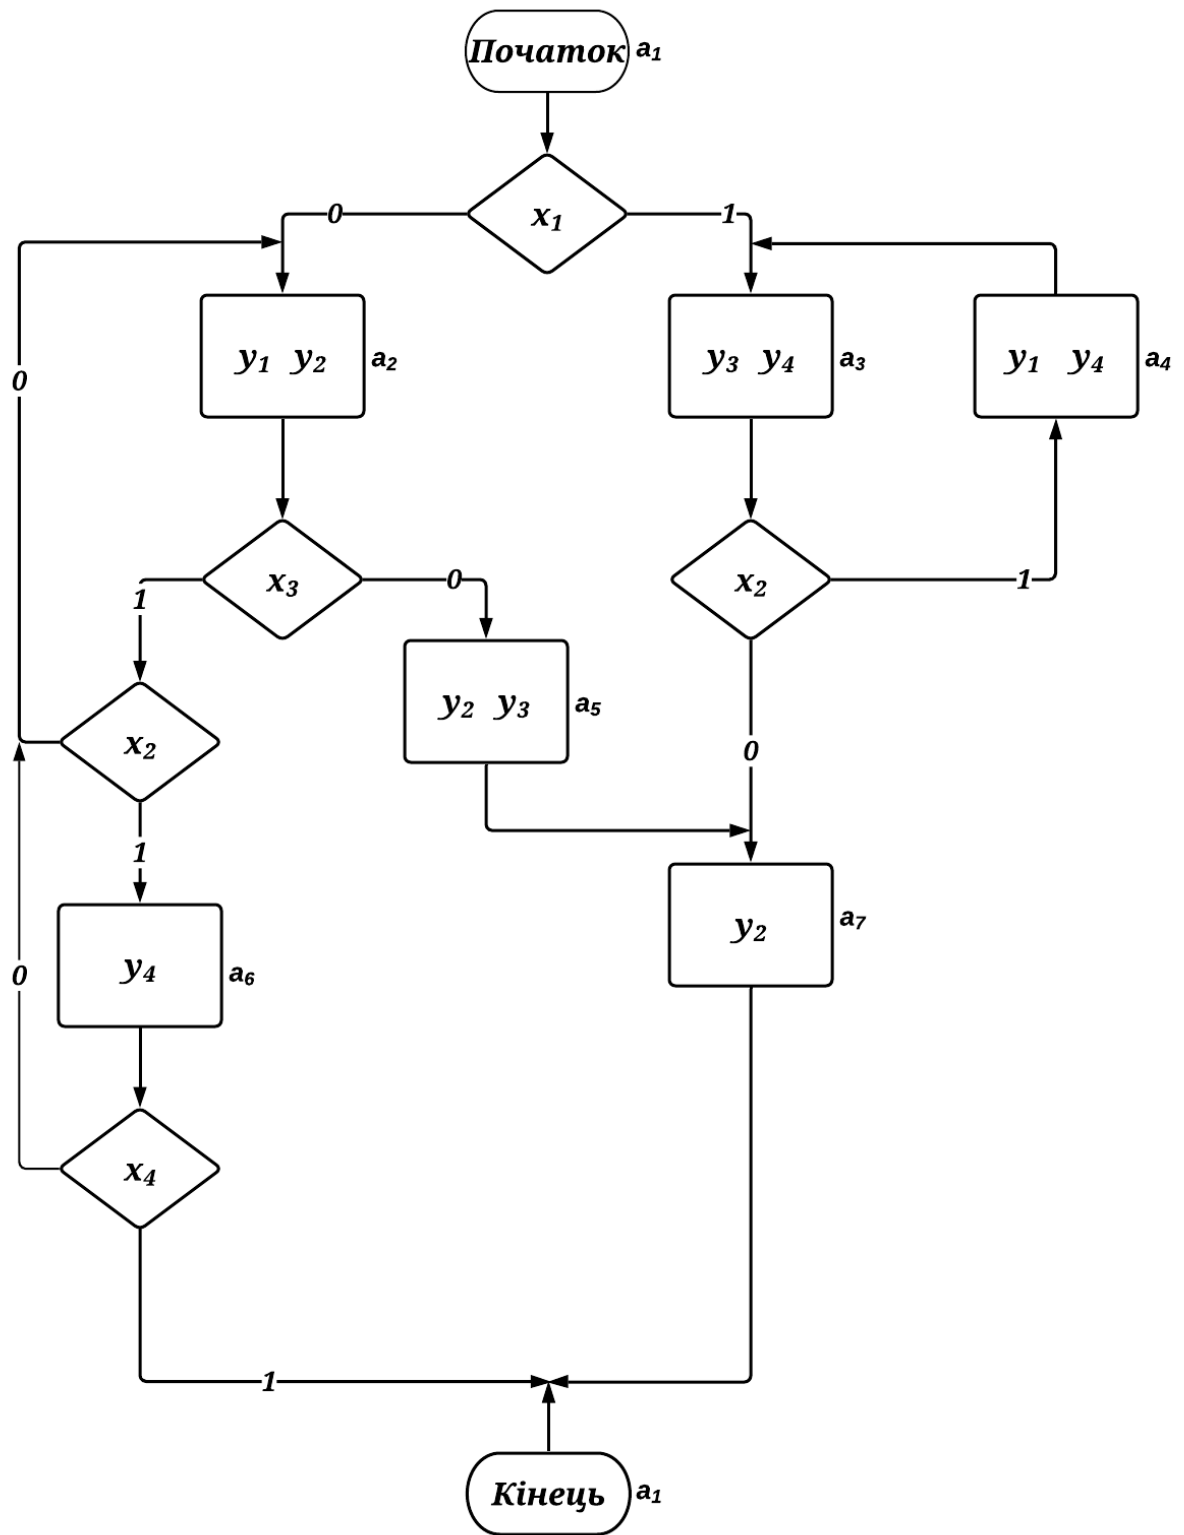 Початок a₁
x₁
0
1
0
y₁ y₂ a₂
y₃ y₄ a₃
y₁ y₄ a₄
x₃
1
0
x₂
1
y₂ y₃ a₅
x₂
0
1
y₄ a₆
y₂ a₇
0
x₄
1
Кінець a₁